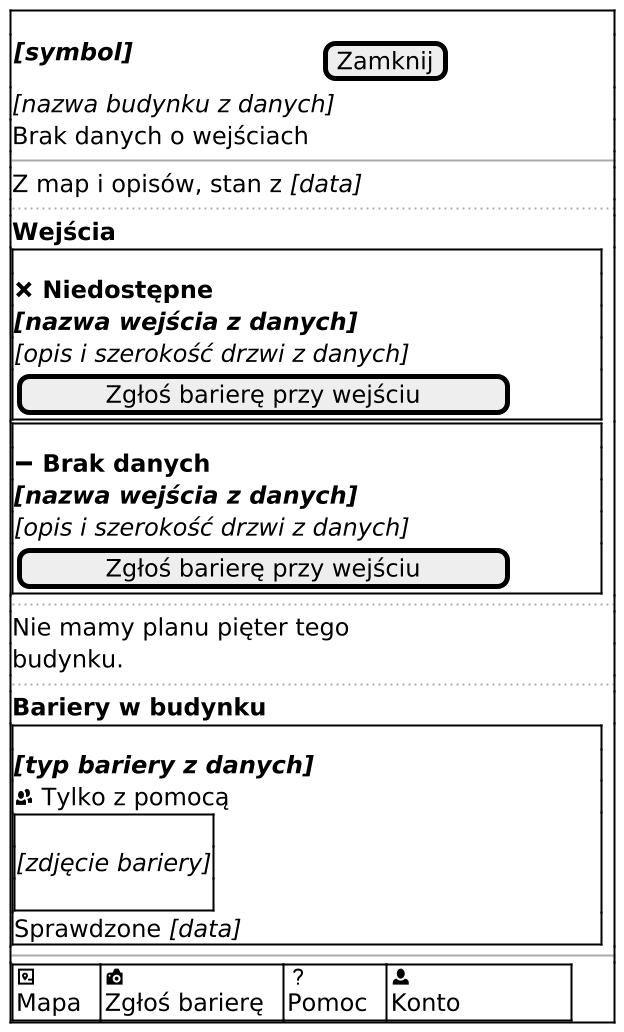 [symbol]
Zamknij
[nazwa budynku z danych]
Brak danych o wejściach
Z map i opisów, stan z [data]
Wejścia
× Niedostępne
[nazwa wejścia z danych]
[opis i szerokość drzwi z danych]
Zgłoś barierę przy wejściu
– Brak danych
[nazwa wejścia z danych]
[opis i szerokość drzwi z danych]
Zgłoś barierę przy wejściu
Nie mamy planu pięter tego
budynku.
Bariery w budynku
[typ bariery z danych]
Tylko z pomocą
[zdjęcie bariery]
Sprawdzone [data]
?
Mapa Zgłoś barierę Pomoc Konto